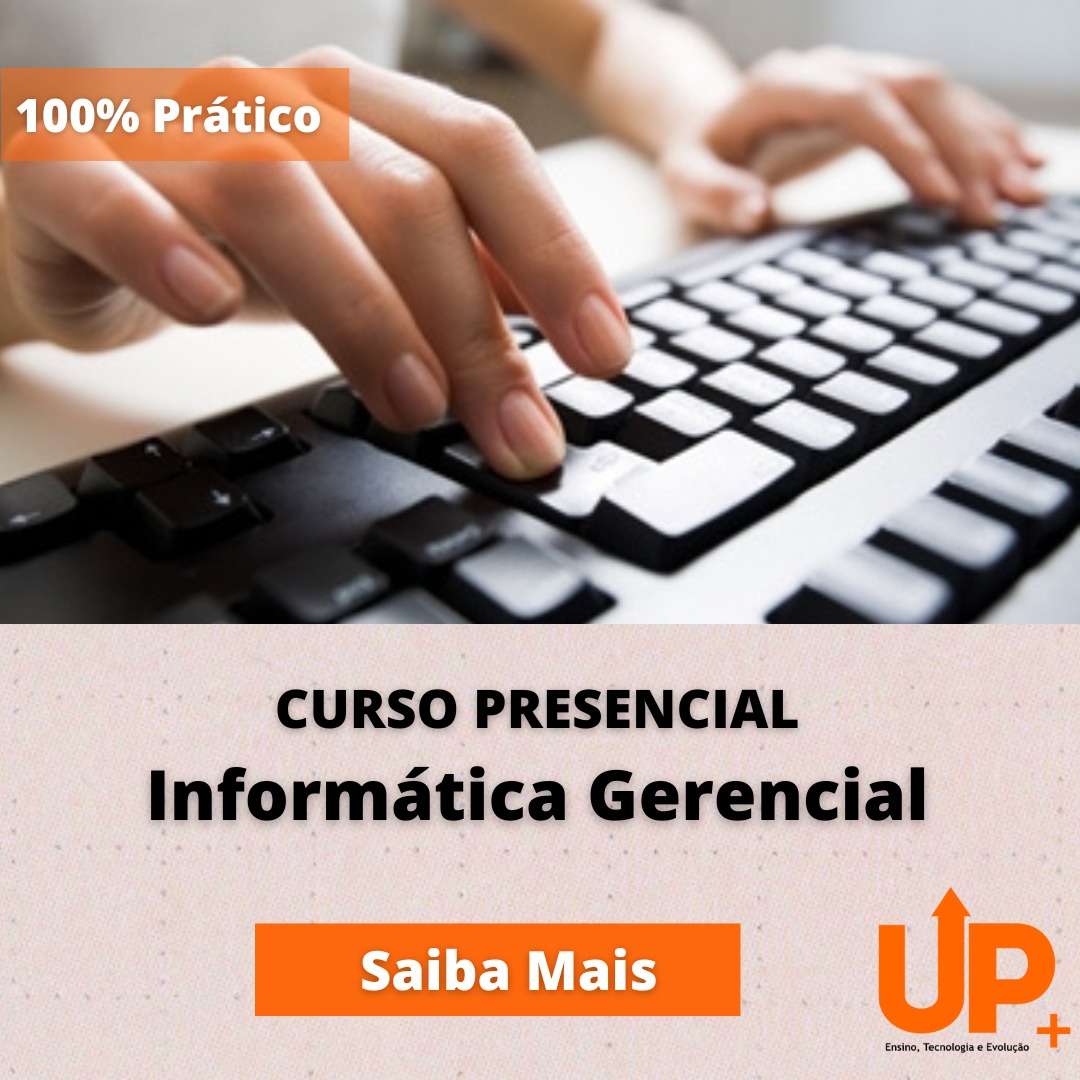 100% Prático
CURSO PRESENCIAL
Informática Gerencial
Saiba Mais
UP+
Ensino, Tecnologia e Evolução